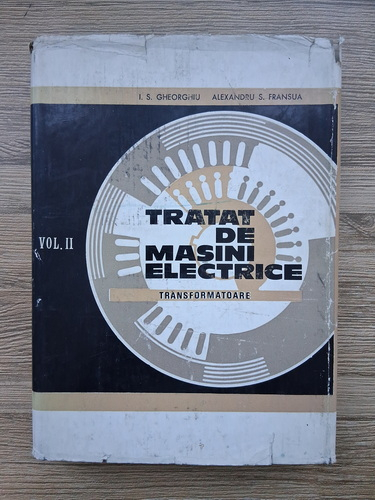 I. S. GHEORGHIU ALEXANDRU S. FRANSUA
TRATAT
DE
MASINI
ELECTRICE
VOL. II
TRANSFORMATOARE